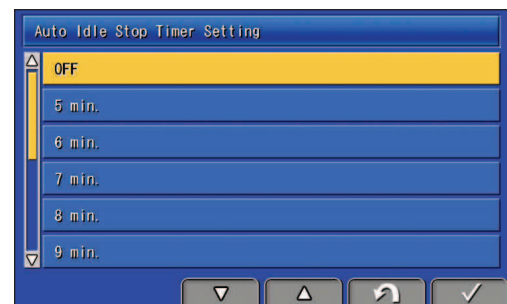 Auto Idle Stop Timer Setting
OFF
5 min.
6 min.
7 min.
8 min.
9 min.